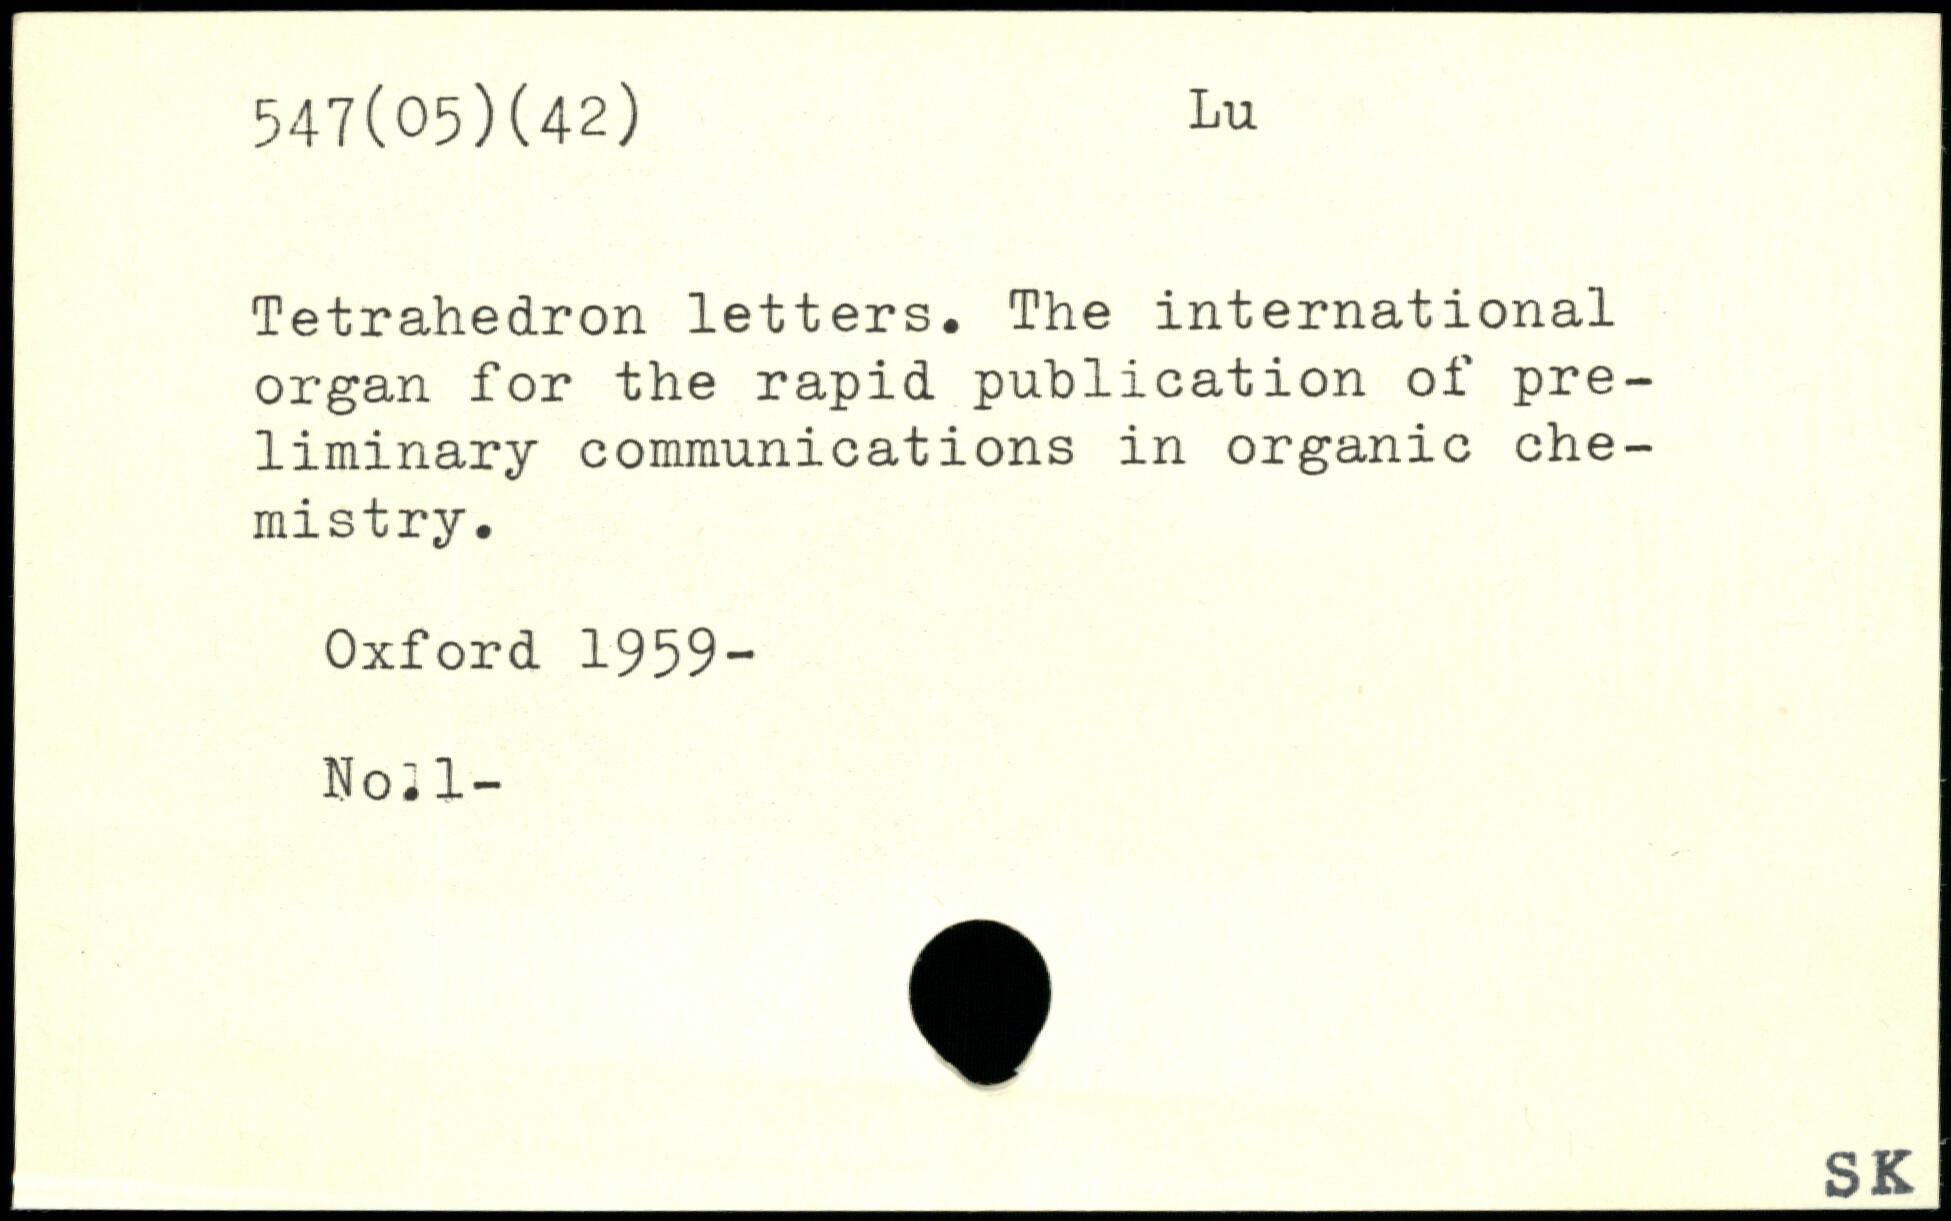 547(05)(42) Lu
Tetrahedron letters. The international
organ for the rapid publication of pre-
liminary communications in organic che-
mistry.
Oxford 1959-
No.1-
SK